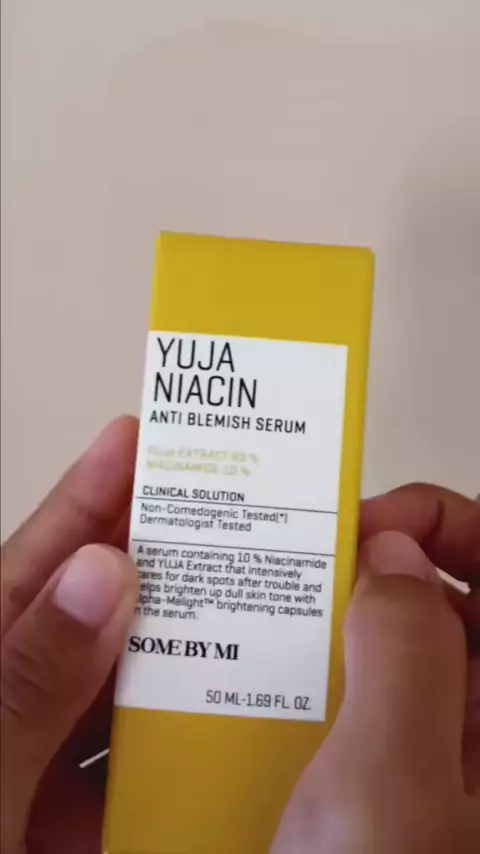 YUJA
NIACIN
ANTI BLEMISH SERUM
YUJA EXTRACT 83 %
NIACINAMIDE 10 %
CLINICAL SOLUTION
Non-Comedogenic Tested(*)
Dermatologist Tested
A serum containing 10 % Niacinamide
and YUJA Extract that intensively
cares for dark spots after trouble and
helps brighten up dull skin tone with
Alpha-Melight™ brightening capsules
in the serum.
SOME BY MI
50 ML-1.69 FL. OZ.